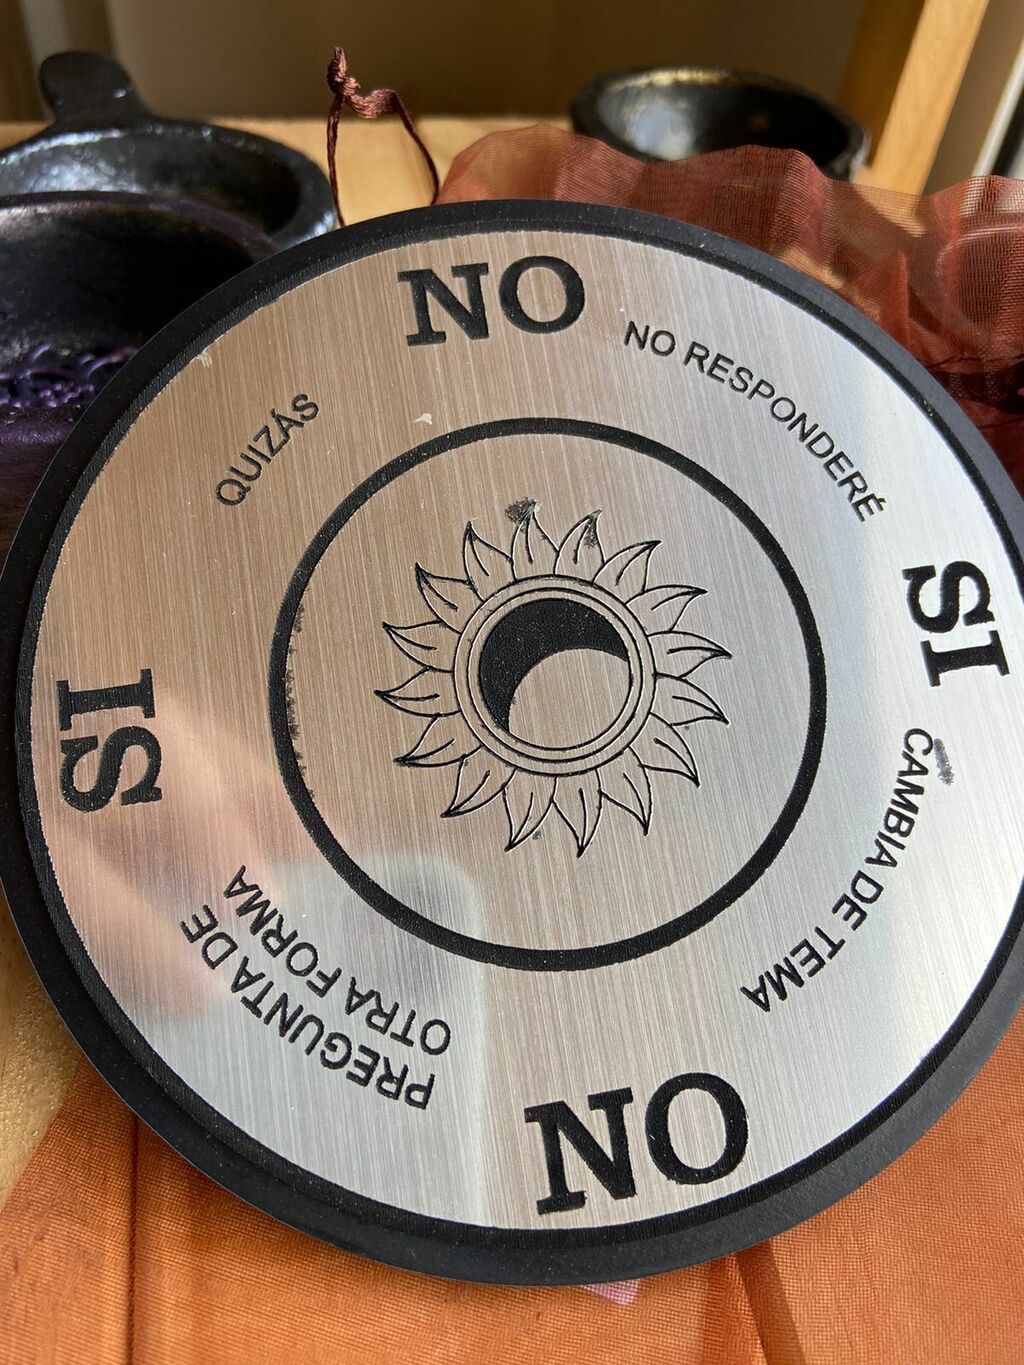 NO
NO RESPONDERÉ
SI
CAMBIA DE TEMA
NO
PREGUNTA DE
OTRA FORMA
SI
QUIZÁS